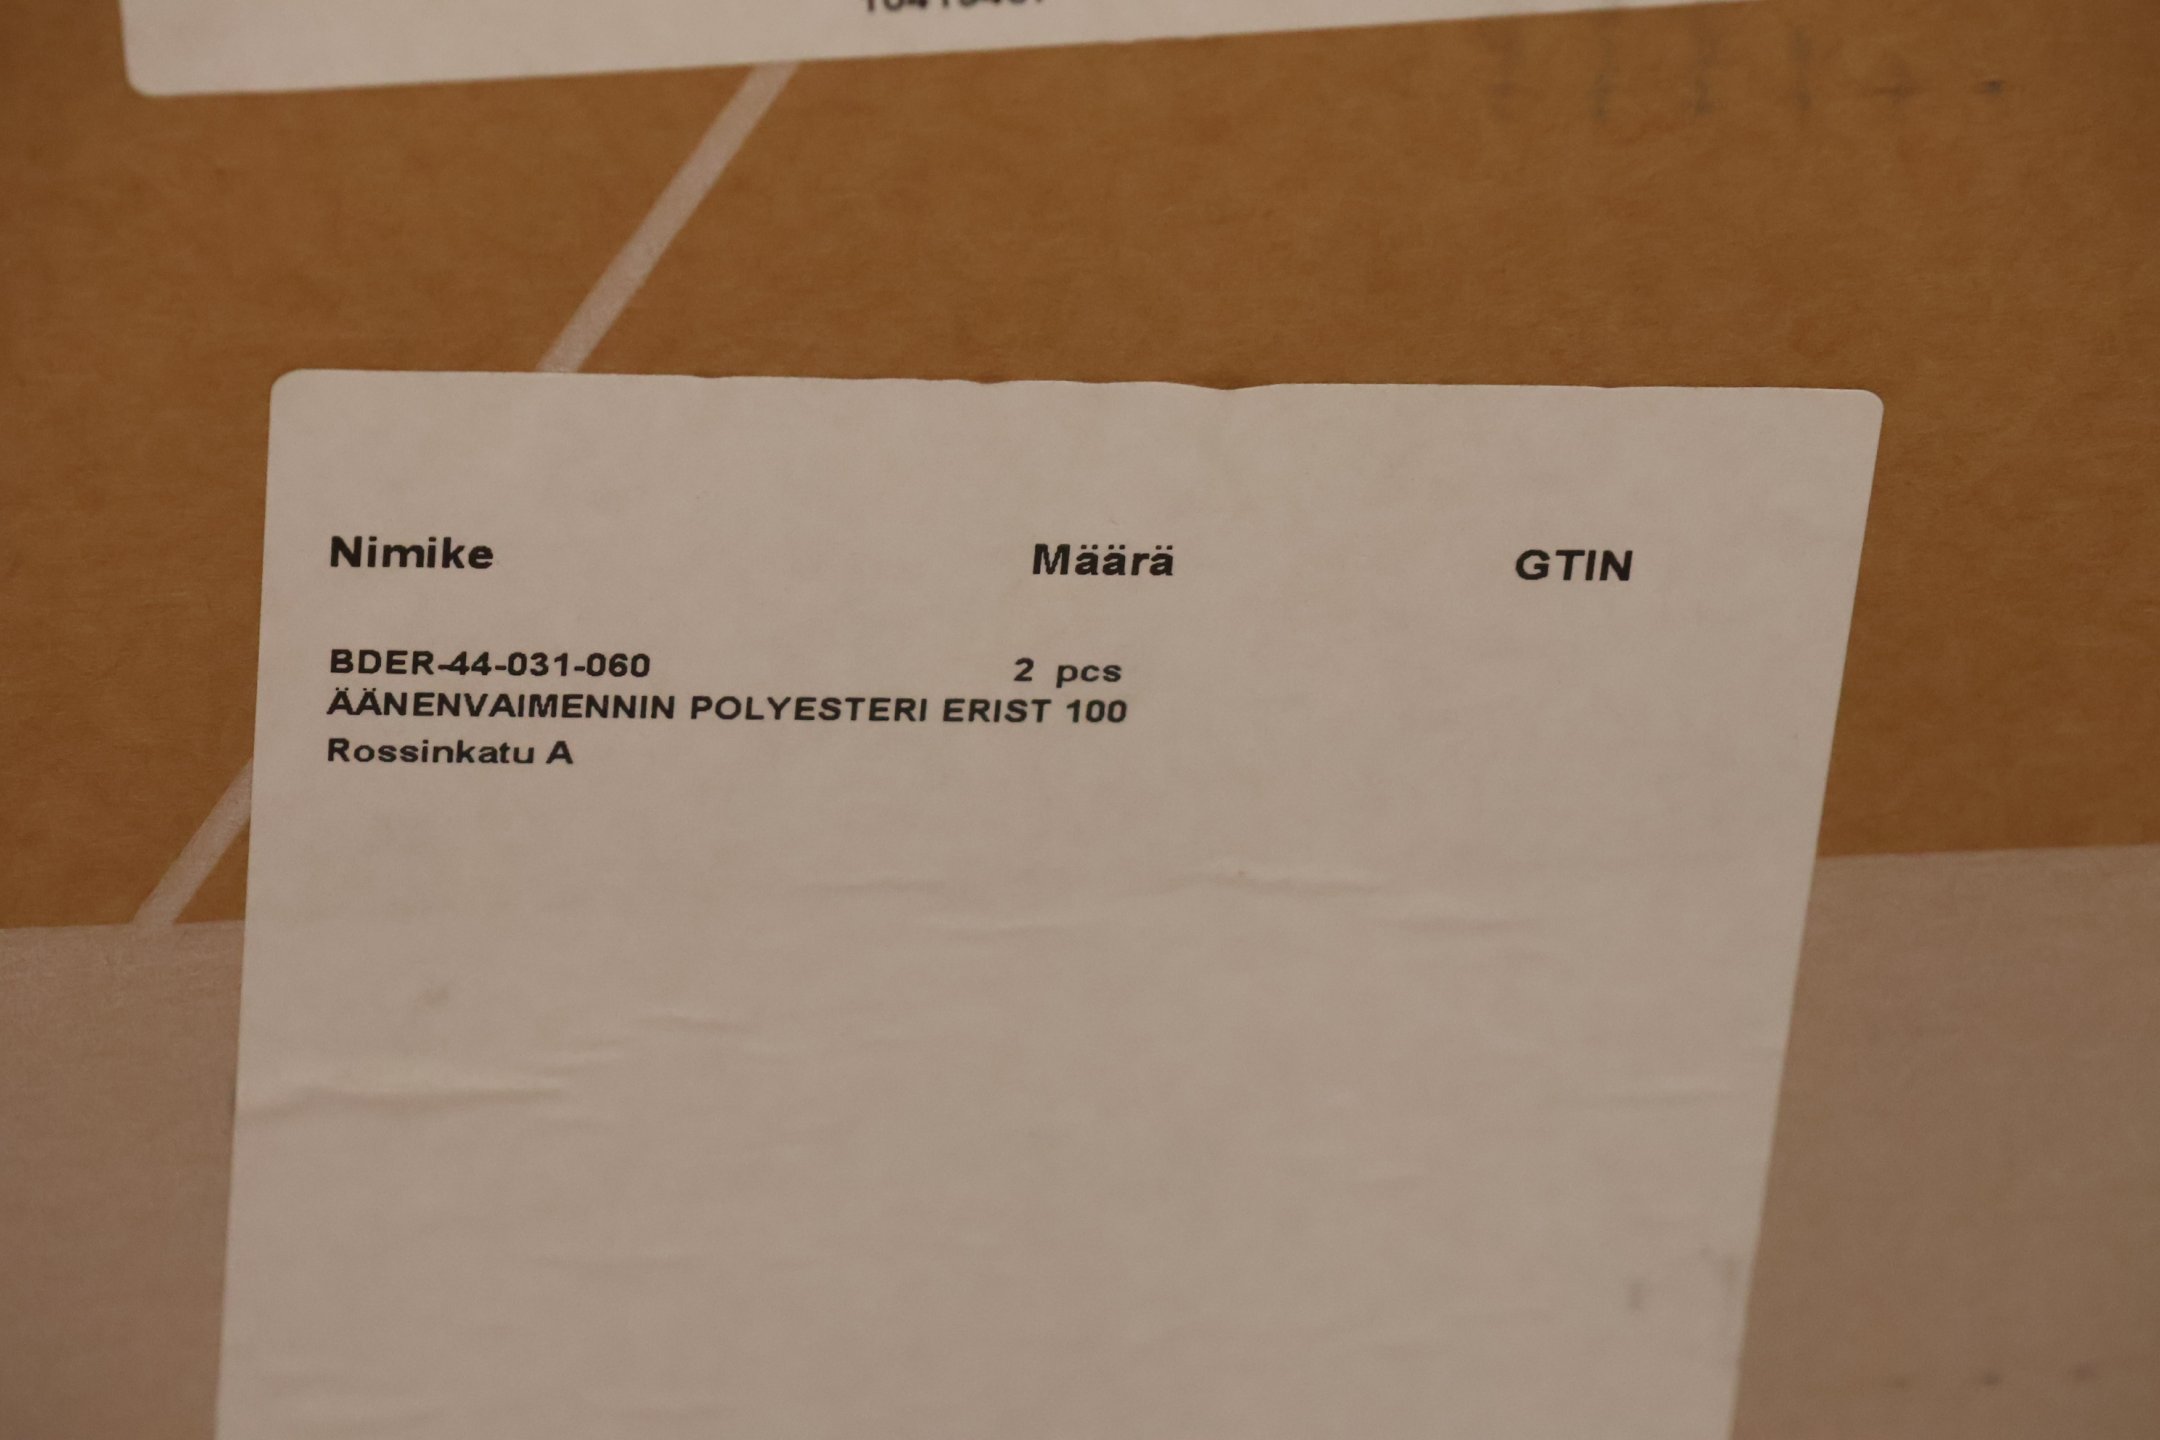 Nimike Määrä GTIN
BDER-44-031-060 2 pcs
ÄÄNENVAIMENNIN POLYESTERI ERIST 100
Rossinkatu A